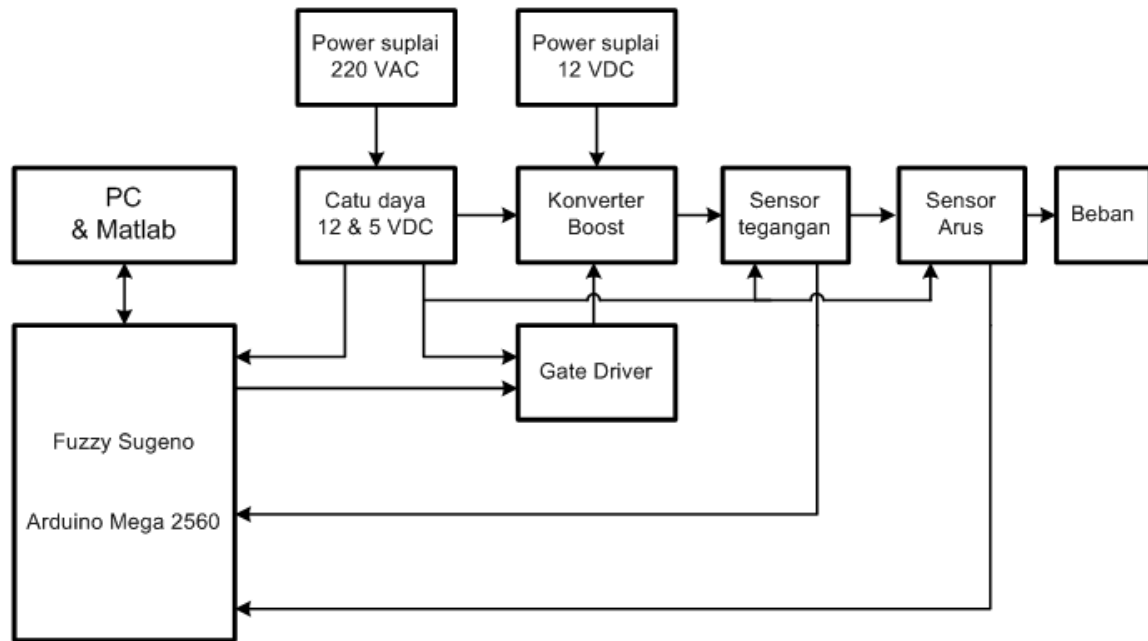 Power suplai
220 VAC
Power suplai
12 VDC
PC
& Matlab
Catu daya
12 & 5 VDC
Konverter
Boost
Sensor
tegangan
Sensor
Arus
Beban
Gate Driver
Fuzzy Sugeno
Arduino Mega 2560